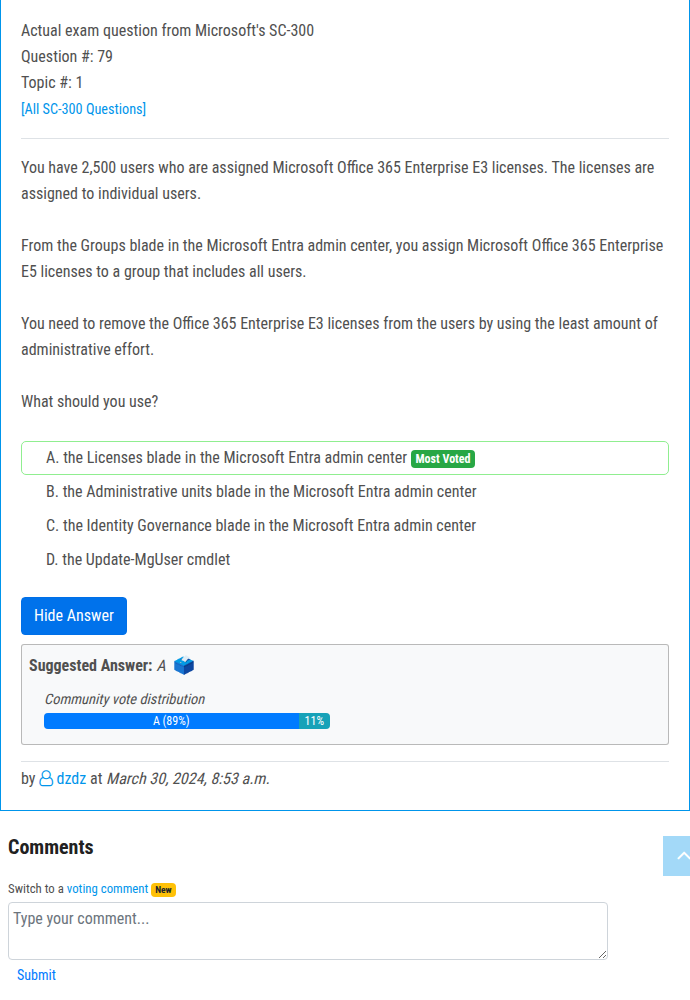 Actual exam question from Microsoft's SC-300
Question #: 79
Topic #: 1
[All SC-300 Questions]
You have 2,500 users who are assigned Microsoft Office 365 Enterprise E3 licenses. The licenses are
assigned to individual users.
From the Groups blade in the Microsoft Entra admin center, you assign Microsoft Office 365 Enterprise
E5 licenses to a group that includes all users.
You need to remove the Office 365 Enterprise E3 licenses from the users by using the least amount of
administrative effort.
What should you use?
A. the Licenses blade in the Microsoft Entra admin center Most Voted
B. the Administrative units blade in the Microsoft Entra admin center
C. the Identity Governance blade in the Microsoft Entra admin center
D. the Update-MgUser cmdlet
Hide Answer
Suggested Answer: A
Community vote distribution
A (89%) 11%
by dzdz at March 30, 2024, 8:53 a.m.
Comments
Switch to a voting comment New
Type your comment...
Submit